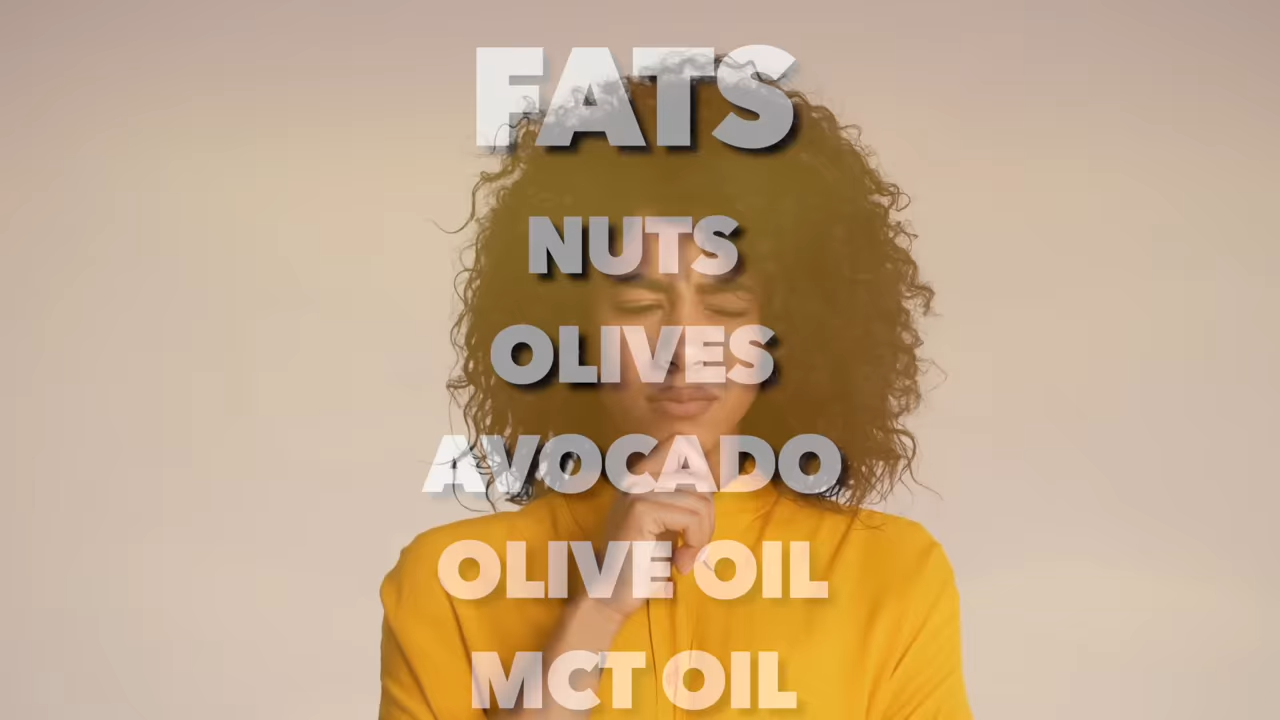 FATS
NUTS
OLIVES
AVOCADO
OLIVE OIL
MCT OIL